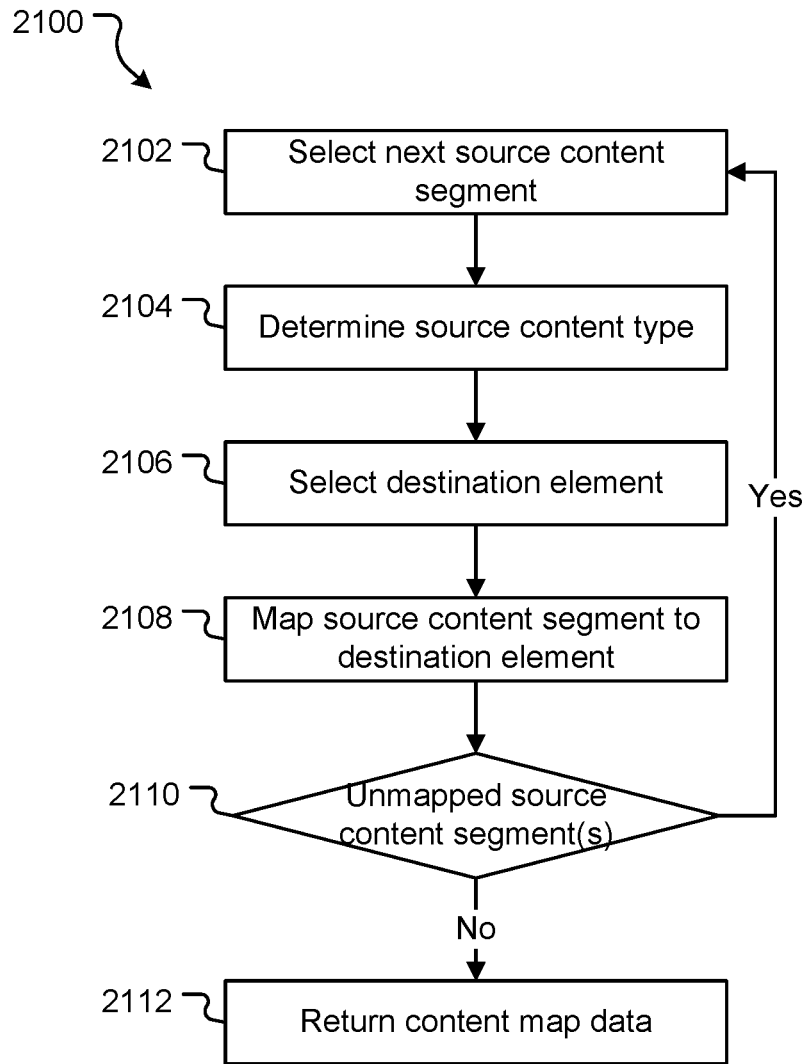 2100
2102
Select next source content
segment
2104
Determine source content type
2106
Select destination element
Yes
2108
Map source content segment to
destination element
2110
Unmapped source
content segment(s)
No
2112
Return content map data